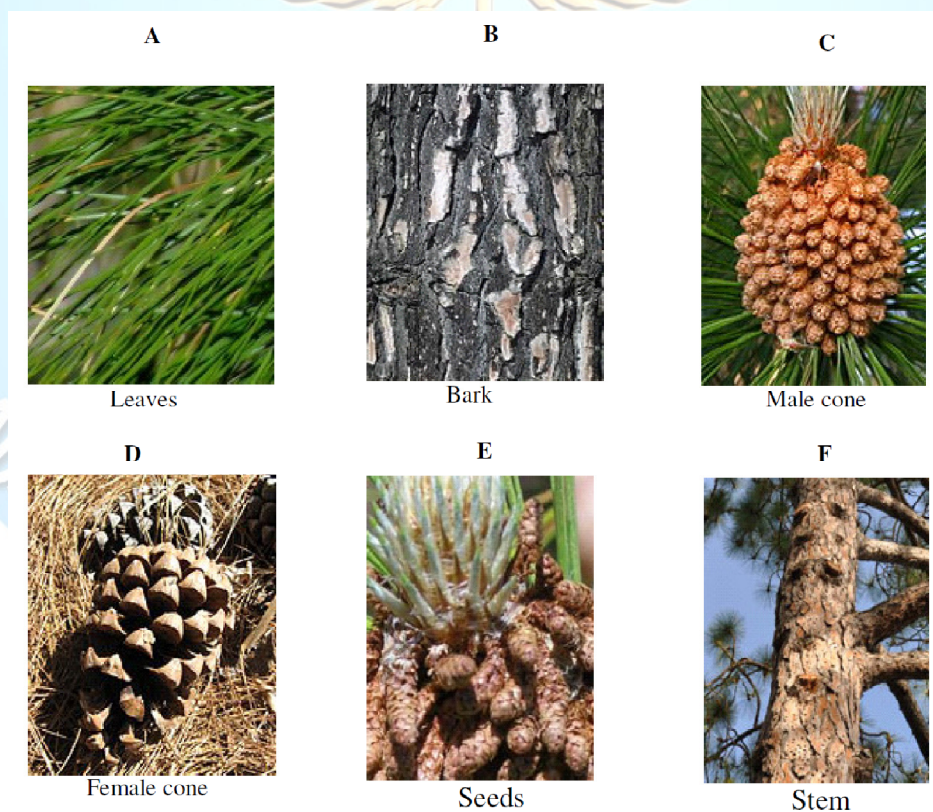 A
B
C
Leaves
Bark
Male cone
D
E
F
Female cone
Seeds
Stem